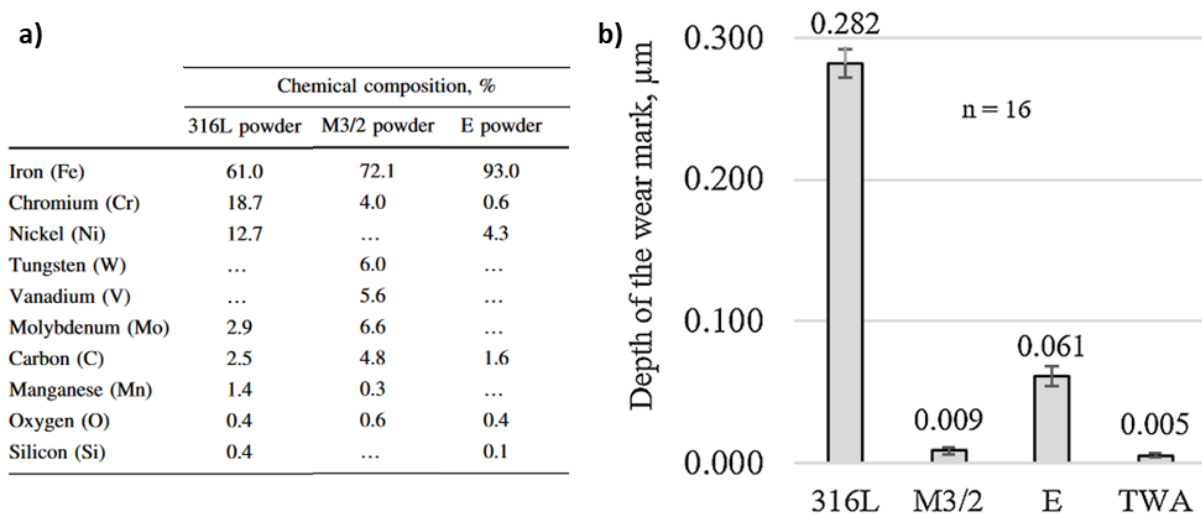 a)
Chemical composition, %
316L powder M3/2 powder E powder
Iron (Fe) 61.0 72.1 93.0
Chromium (Cr) 18.7 4.0 0.6
Nickel (Ni) 12.7 ... 4.3
Tungsten (W) ... 6.0 ...
Vanadium (V) ... 5.6 ...
Molybdenum (Mo) 2.9 6.6 ...
Carbon (C) 2.5 4.8 1.6
Manganese (Mn) 1.4 0.3 ...
Oxygen (O) 0.4 0.6 0.4
Silicon (Si) 0.4 ... 0.1
b)
Depth of the wear mark, μm
0.300
0.200
0.100
0.000
0.282
0.009
0.061
0.005
n = 16
316L M3/2 E TWA